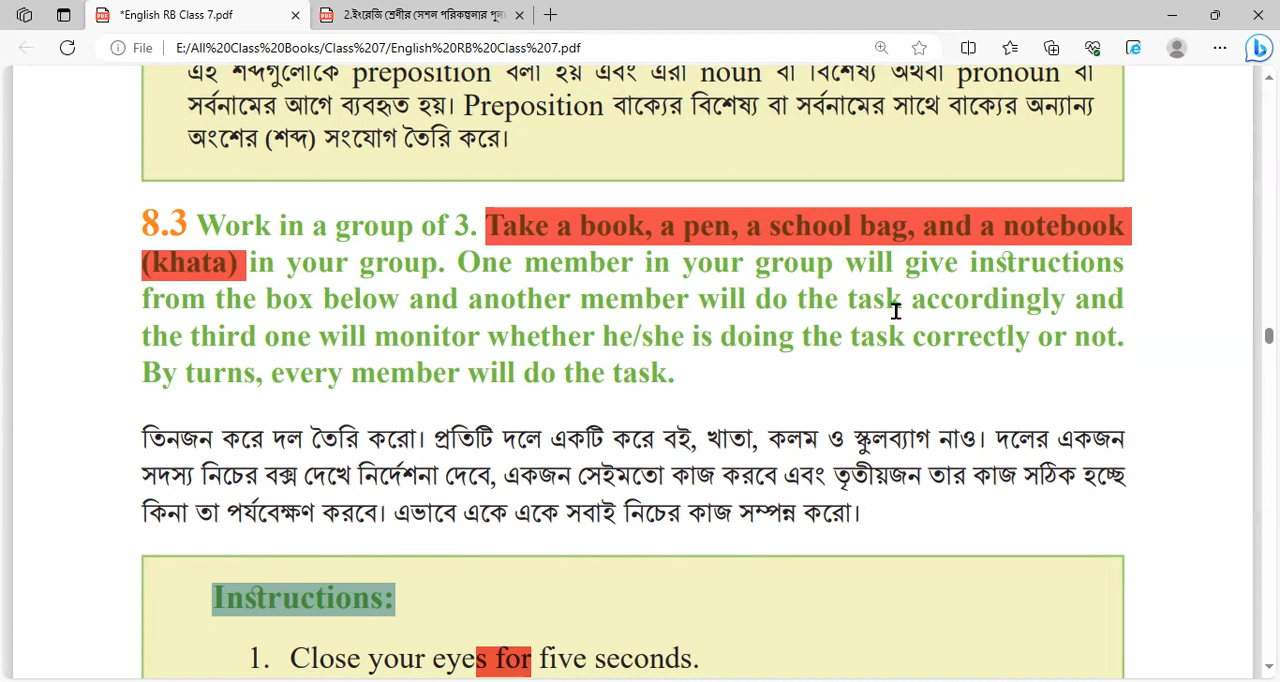 *English RB Class 7.pdf
2.ইংরেজি শ্রেণীর সেশন পরিকল্পনার পুন
File
E:/All%20Class%20Books/Class%207/English%20RB%20Class%207.pdf
এই শব্দগুলোকে preposition বলা হয় এবং এরা noun বা বিশেষ্য অথবা pronoun বা
সর্বনামের আগে ব্যবহৃত হয়। Preposition বাক্যের বিশেষ্য বা সর্বনামের সাথে বাক্যের অন্যান্য
অংশের (শব্দ) সংযোগ তৈরি করে।
8.3 Work in a group of 3. Take a book, a pen, a school bag, and a notebook
(khata) in your group. One member in your group will give instructions
from the box below and another member will do the task accordingly and
the third one will monitor whether he/she is doing the task correctly or not.
By turns, every member will do the task.
তিনজন করে দল তৈরি করো। প্রতিটি দলে একটি করে বই, খাতা, কলম ও স্কুলব্যাগ নাও। দলের একজন
সদস্য নিচের বক্স দেখে নির্দেশনা দেবে, একজন সেইমতো কাজ করবে এবং তৃতীয়জন তার কাজ সঠিক হচ্ছে
কিনা তা পর্যবেক্ষণ করবে। এভাবে একে একে সবাই নিচের কাজ সম্পন্ন করো।
Instructions:
1. Close your eyes for five seconds.